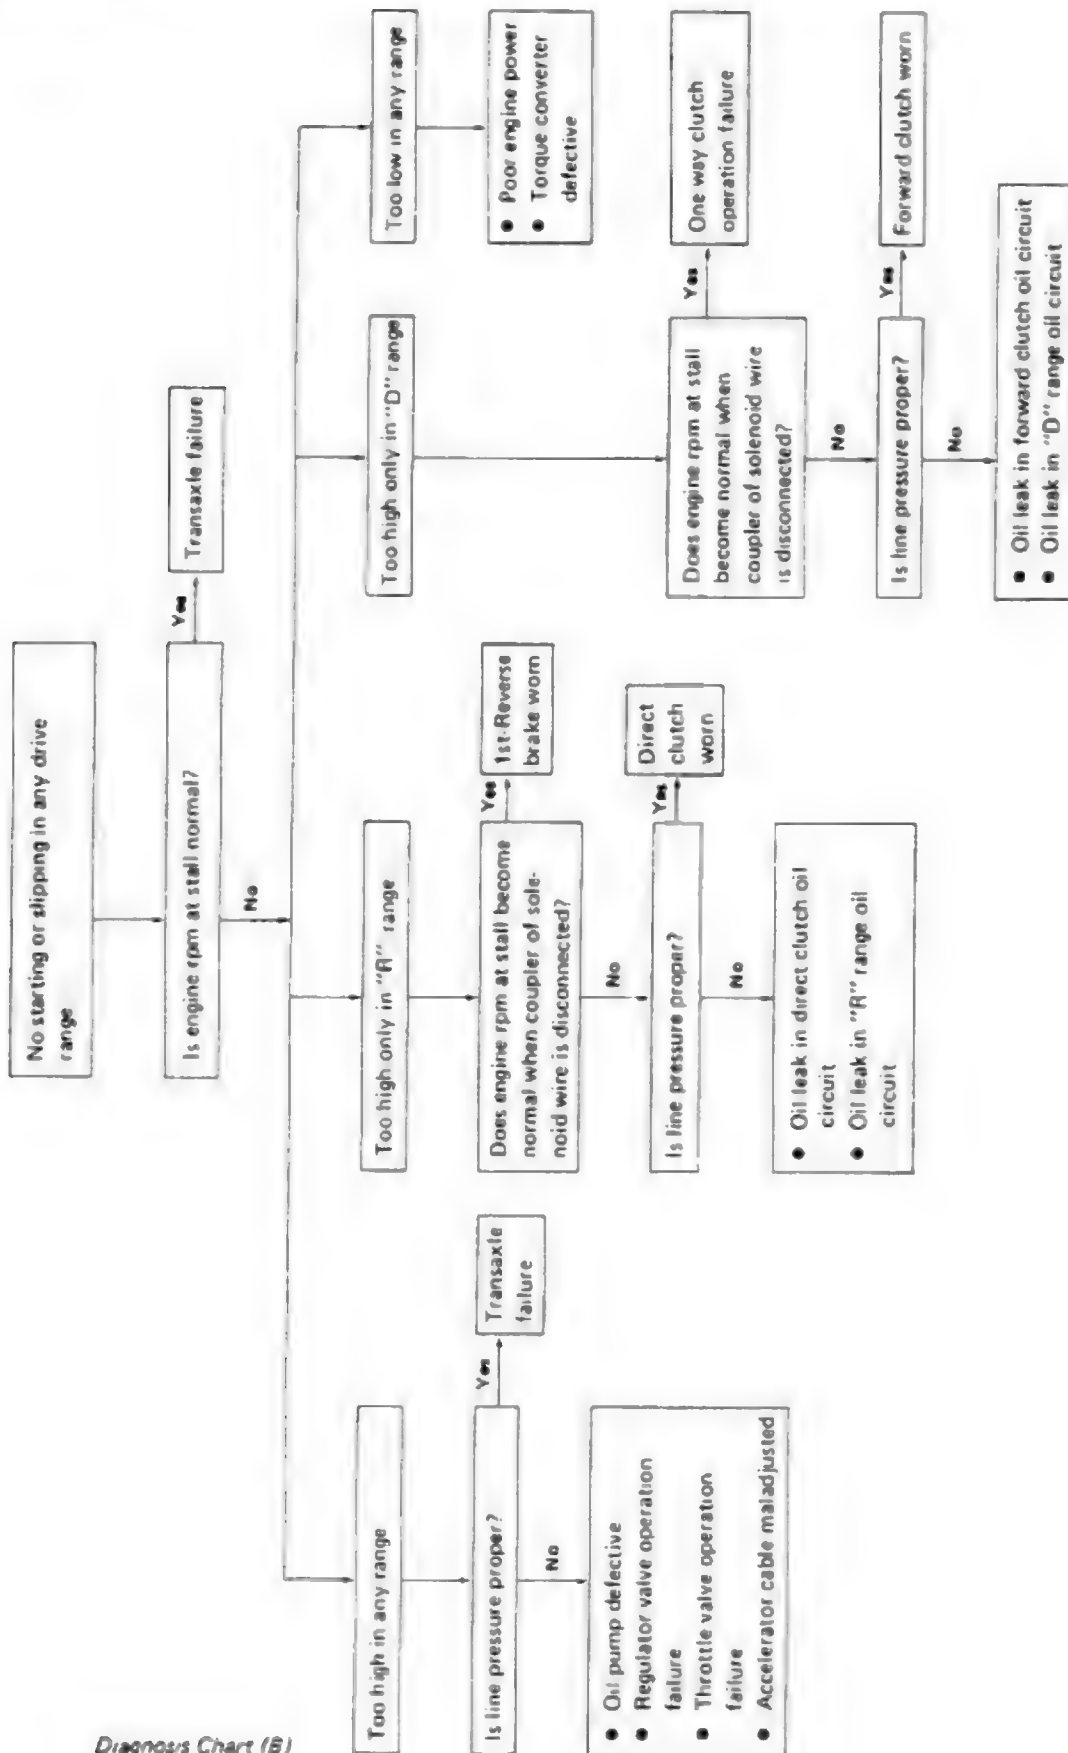 No starting or slipping in any drive
range
Is engine rpm at stall normal?
Yes
Transaxle failure
No
Too high in any range
Is line pressure proper?
Yes
Transaxle
failure
No
● Oil pump defective
● Regulator valve operation
failure
● Throttle valve operation
failure
● Accelerator cable maladjusted
Too high only in "R" range
Does engine rpm at stall become
normal when coupler of sole-
noid wire is disconnected?
Yes
1st-Reverse
brake worn
No
Is line pressure proper?
Yes
Direct
clutch
worn
No
● Oil leak in direct clutch oil
circuit
● Oil leak in "R" range oil
circuit
Too high only in "D" range
Does engine rpm at stall
become normal when
coupler of solenoid wire
is disconnected?
Yes
One way clutch
operation failure
No
Is line pressure proper?
Yes
Forward clutch worn
No
● Oil leak in forward clutch oil circuit
● Oil leak in "D" range oil circuit
Too low in any range
● Poor engine power
● Torque converter
defective
Diagnosis Chart (B)